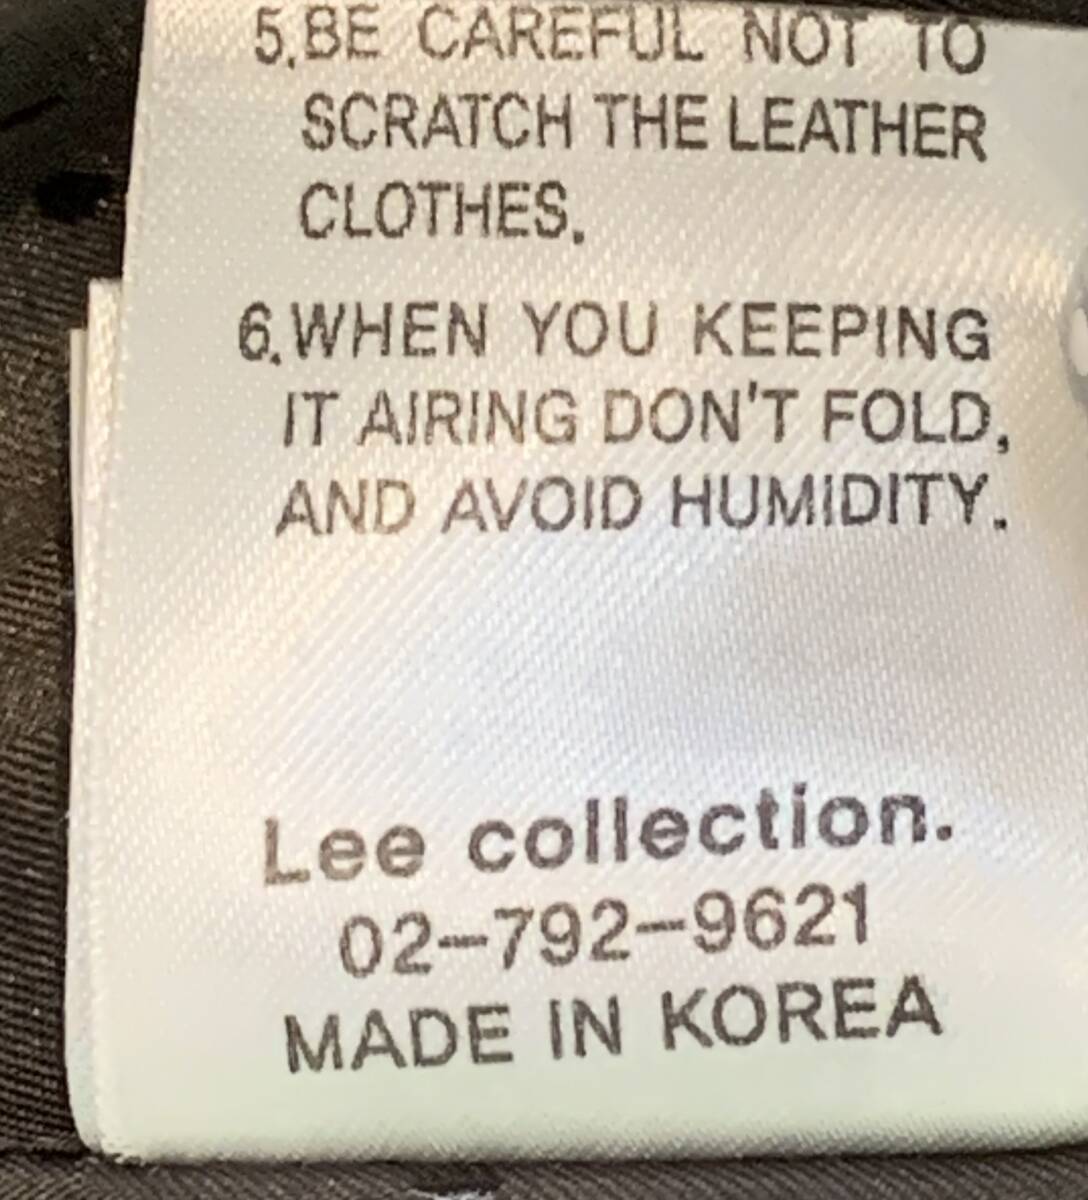 5.BE CAREFUL NOT TO
SCRATCH THE LEATHER
CLOTHES.
6.WHEN YOU KEEPING
IT AIRING DON'T FOLD,
AND AVOID HUMIDITY.
Lee collection.
02-792-9621
MADE IN KOREA